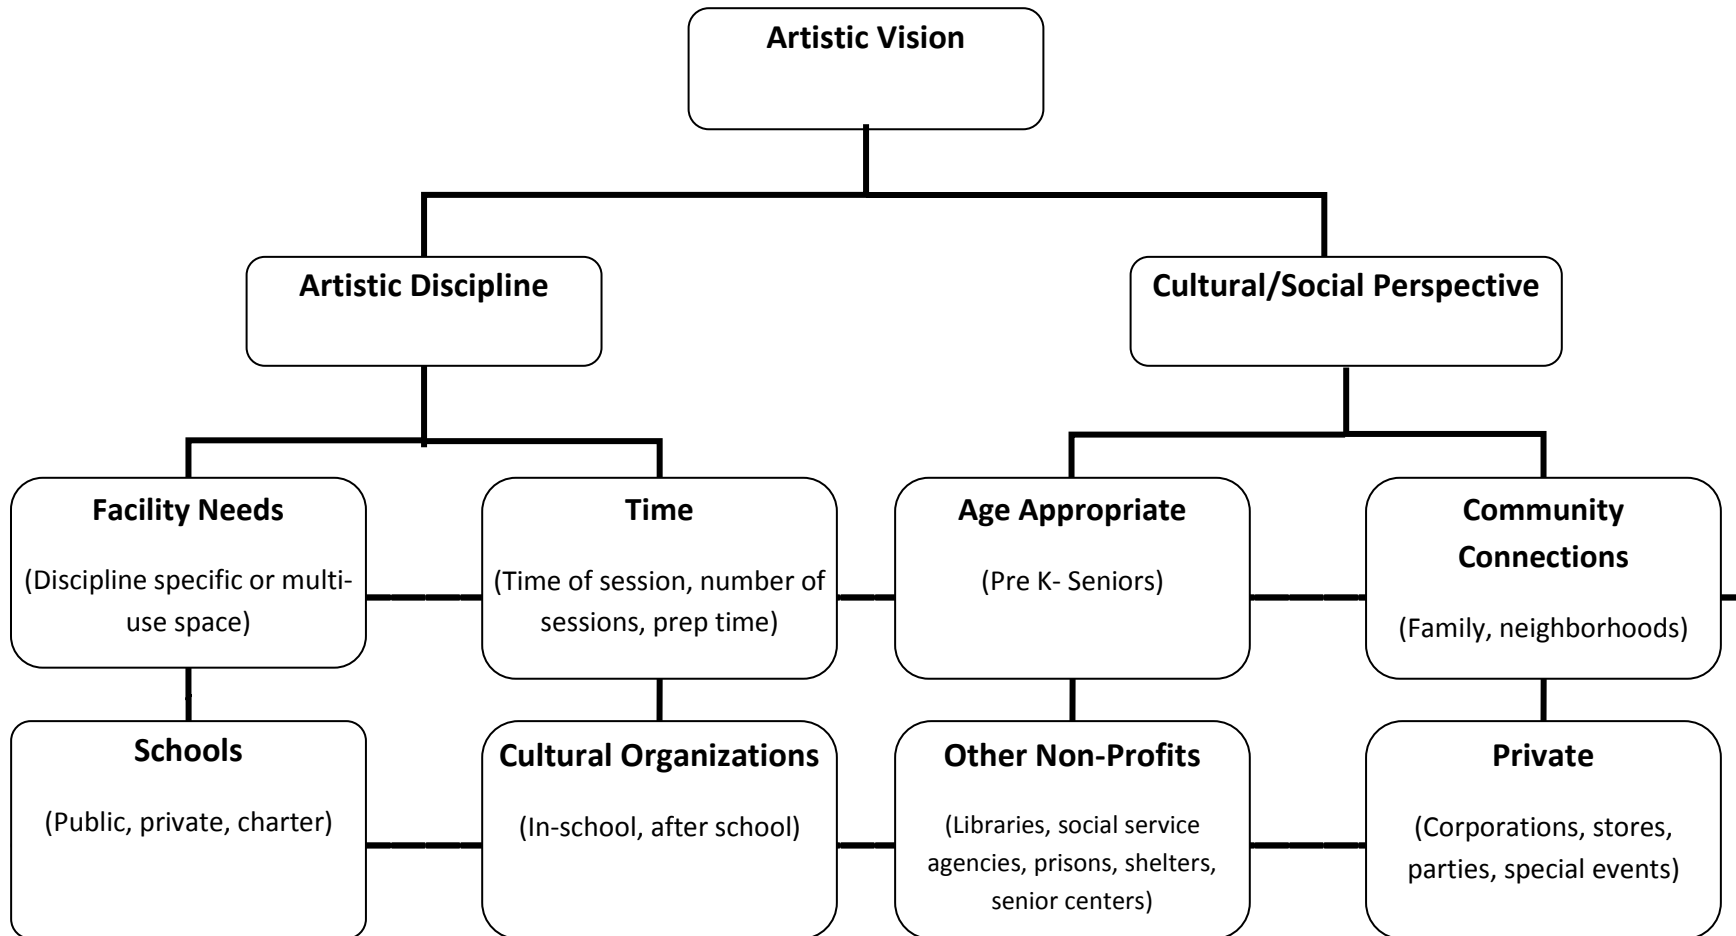 Artistic Vision
Artistic Discipline
Cultural/Social Perspective
Facility Needs
(Discipline specific or multi-
use space)
Time
(Time of session, number of
sessions, prep time)
Age Appropriate
(Pre K- Seniors)
Community
Connections
(Family, neighborhoods)
Schools
(Public, private, charter)
Cultural Organizations
(In-school, after school)
Other Non-Profits
(Libraries, social service
agencies, prisons, shelters,
senior centers)
Private
(Corporations, stores,
parties, special events)